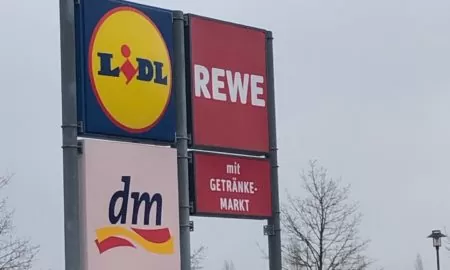 LIDL
REWE
mit
GETRÄNKE-
MARKT
dm